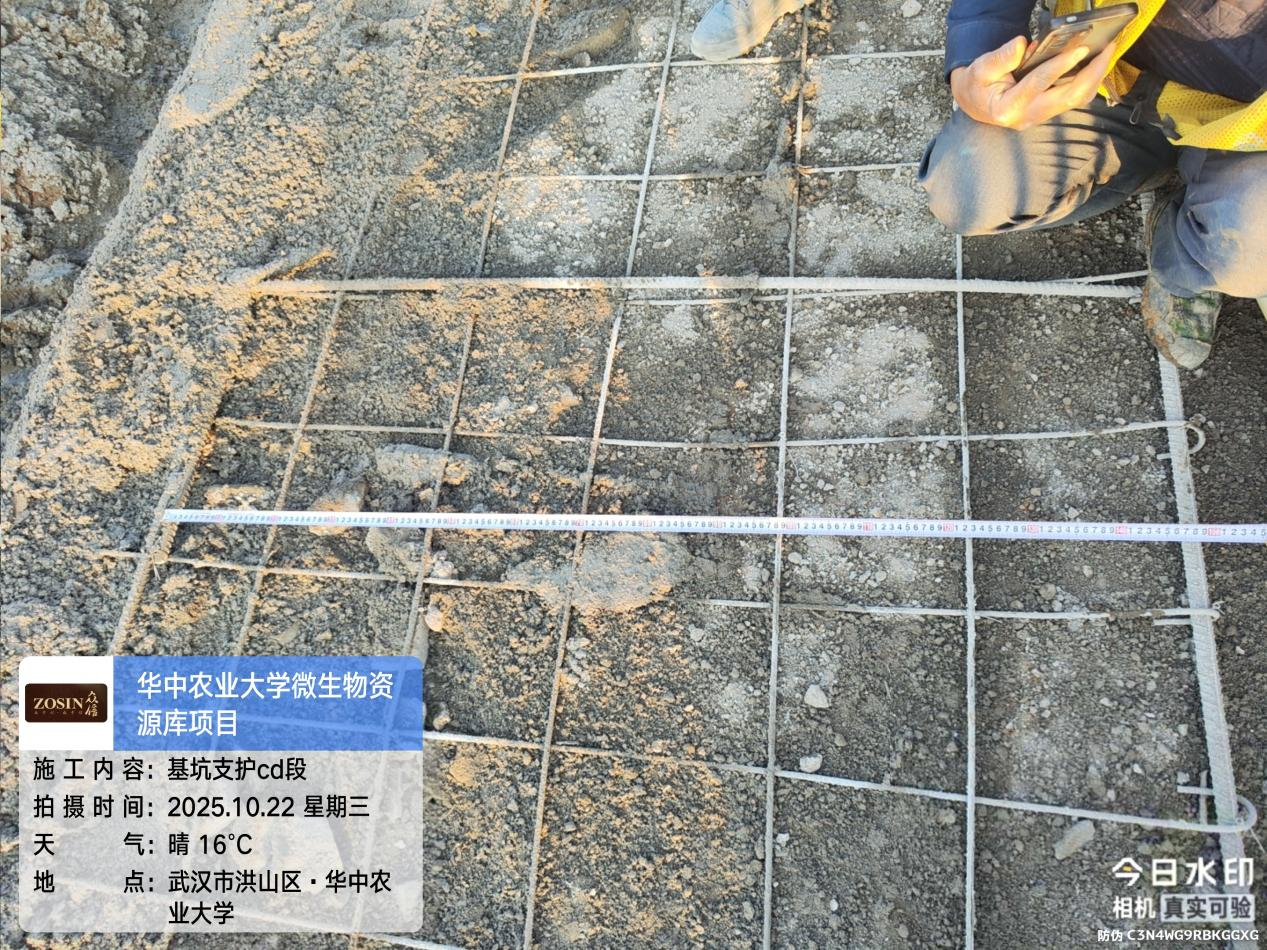 ZOSIN 众信
华中农业大学微生物资
源库项目
施工内容：基坑支护cd段
拍摄时间：2025.10.22 星期三
天气：晴 16°C
地点：武汉市洪山区·华中农
业大学
今日水印
相机 真实可验
防伪 C3N4WG9RBKGGXG